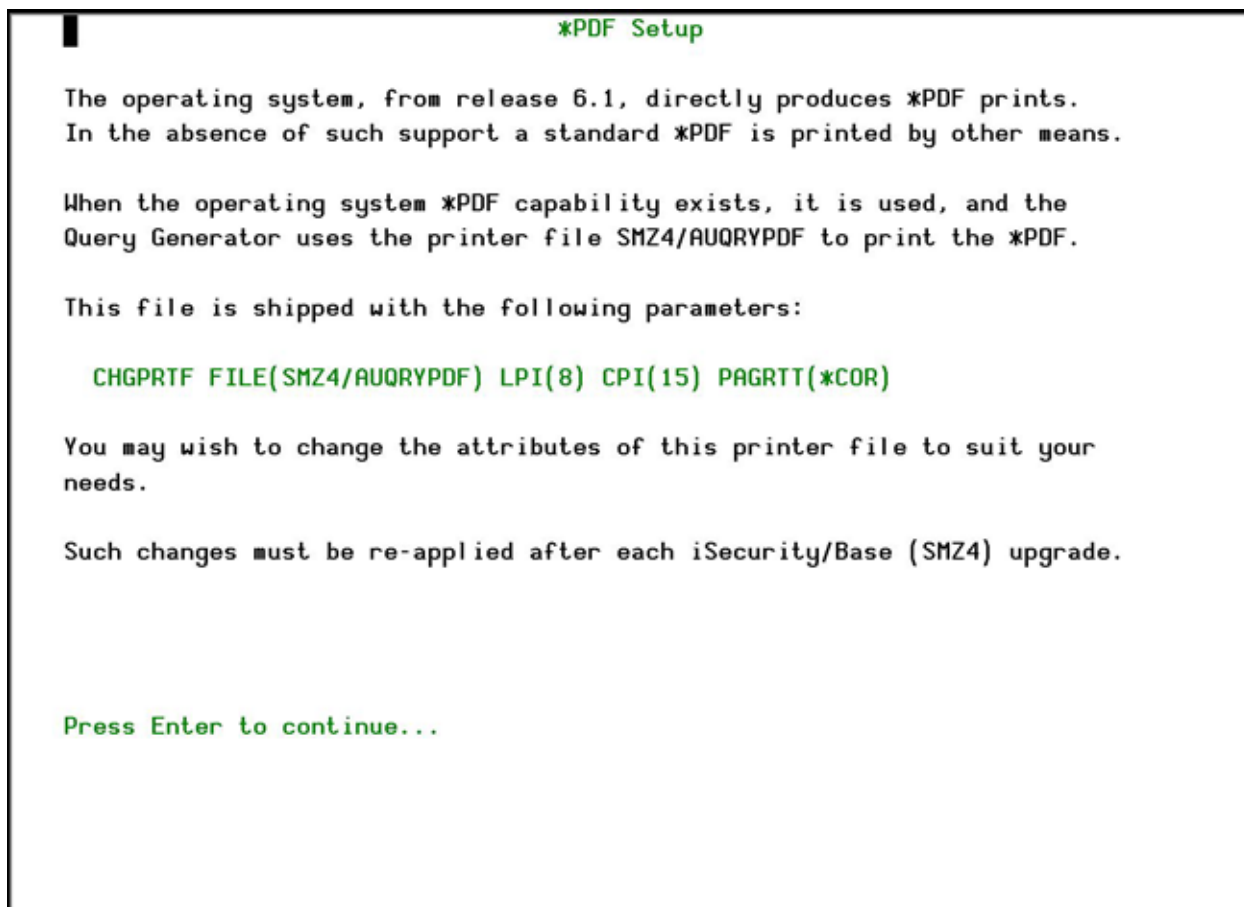 *PDF Setup
The operating system, from release 6.1, directly produces *PDF prints.
In the absence of such support a standard *PDF is printed by other means.
When the operating system *PDF capability exists, it is used, and the
Query Generator uses the printer file SMZ4/AUQRYPDF to print the *PDF.
This file is shipped with the following parameters:
CHGPRTF FILE(SMZ4/AUQRYPDF) LPI(8) CPI(15) PAGRTT(*COR)
You may wish to change the attributes of this printer file to suit your
needs.
Such changes must be re-applied after each iSecurity/Base (SMZ4) upgrade.
Press Enter to continue...